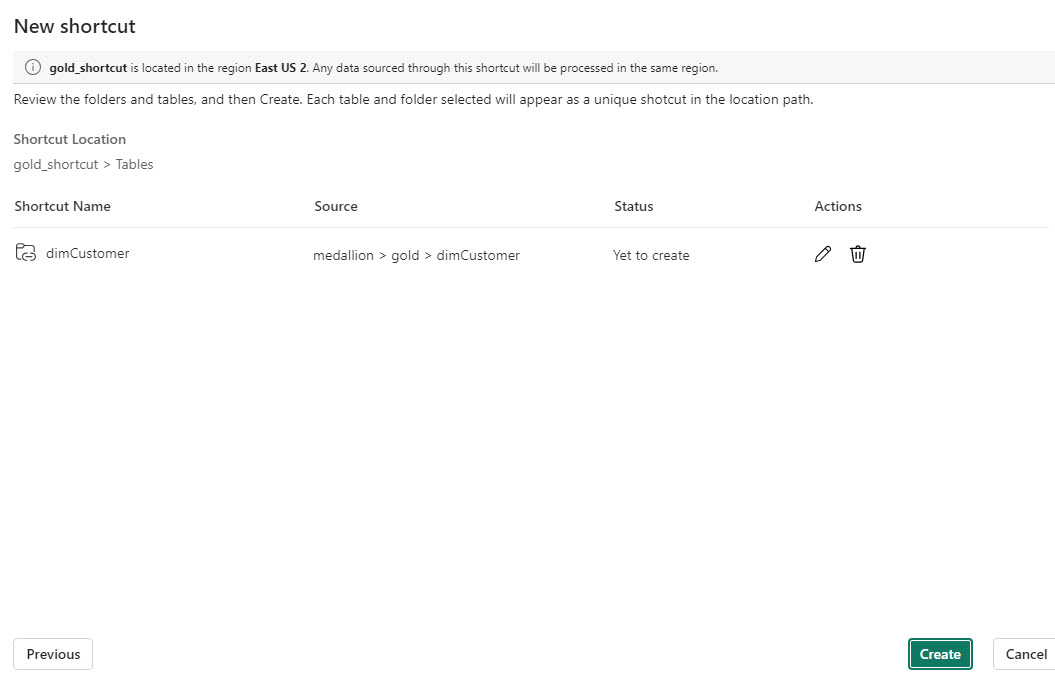 New shortcut
gold_shortcut is located in the region East US 2. Any data sourced through this shortcut will be processed in the same region.
Review the folders and tables, and then Create. Each table and folder selected will appear as a unique shotcut in the location path.
Shortcut Location
gold_shortcut > Tables
Shortcut Name Source Status Actions
dimCustomer medallion > gold > dimCustomer Yet to create
Previous Create Cancel